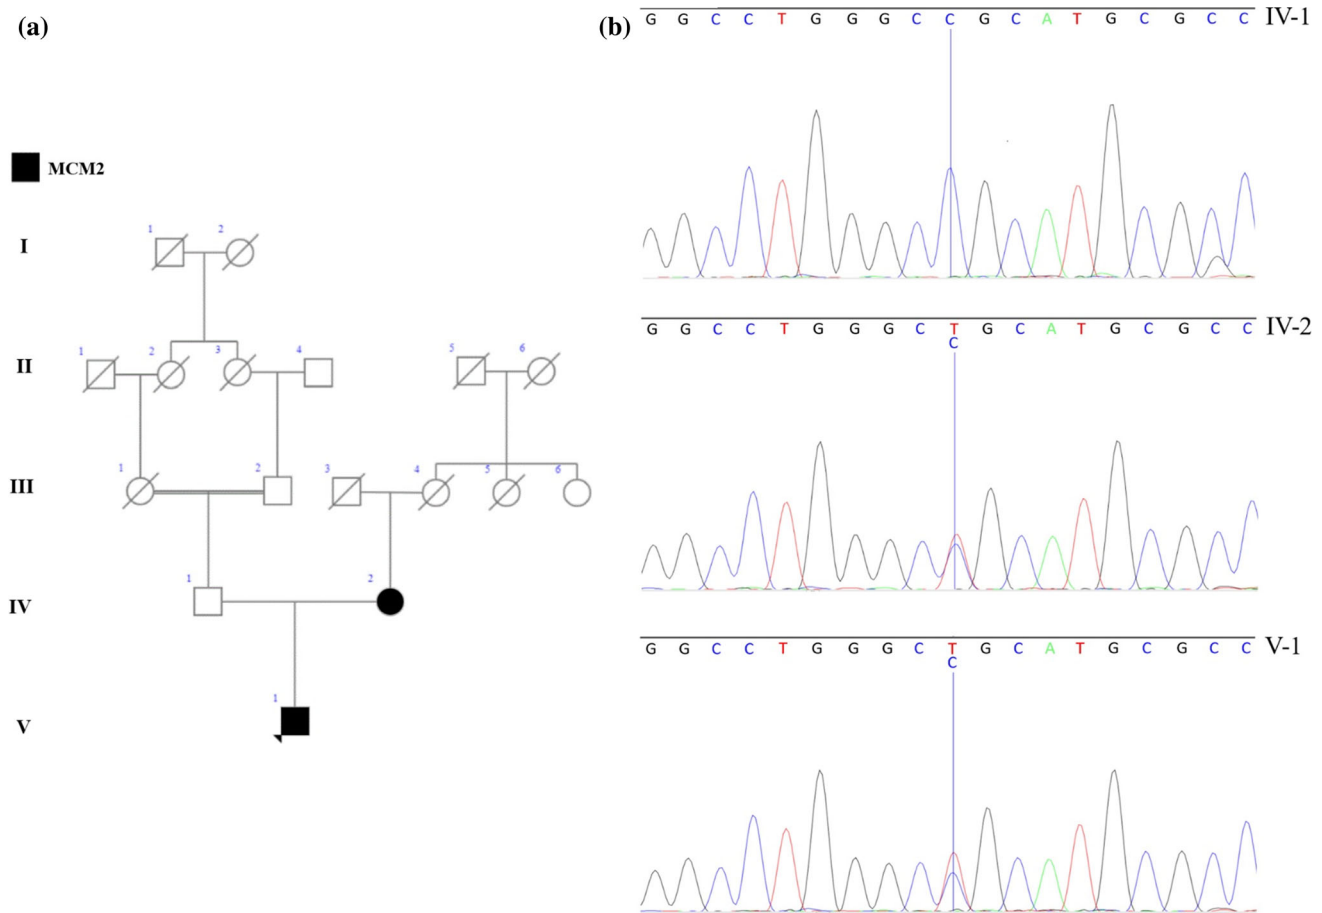 (a)
MCM2
I
1 2
II
1 2 3 4 5 6
III
1 2 3 4 5 6
IV
1 2
V
1
(b)
G G C C T G G G C C G C A T G C G C C IV-1
G G C C T G G G C T G C A T G C G C C IV-2
C
G G C C T G G G C T G C A T G C G C C V-1
C